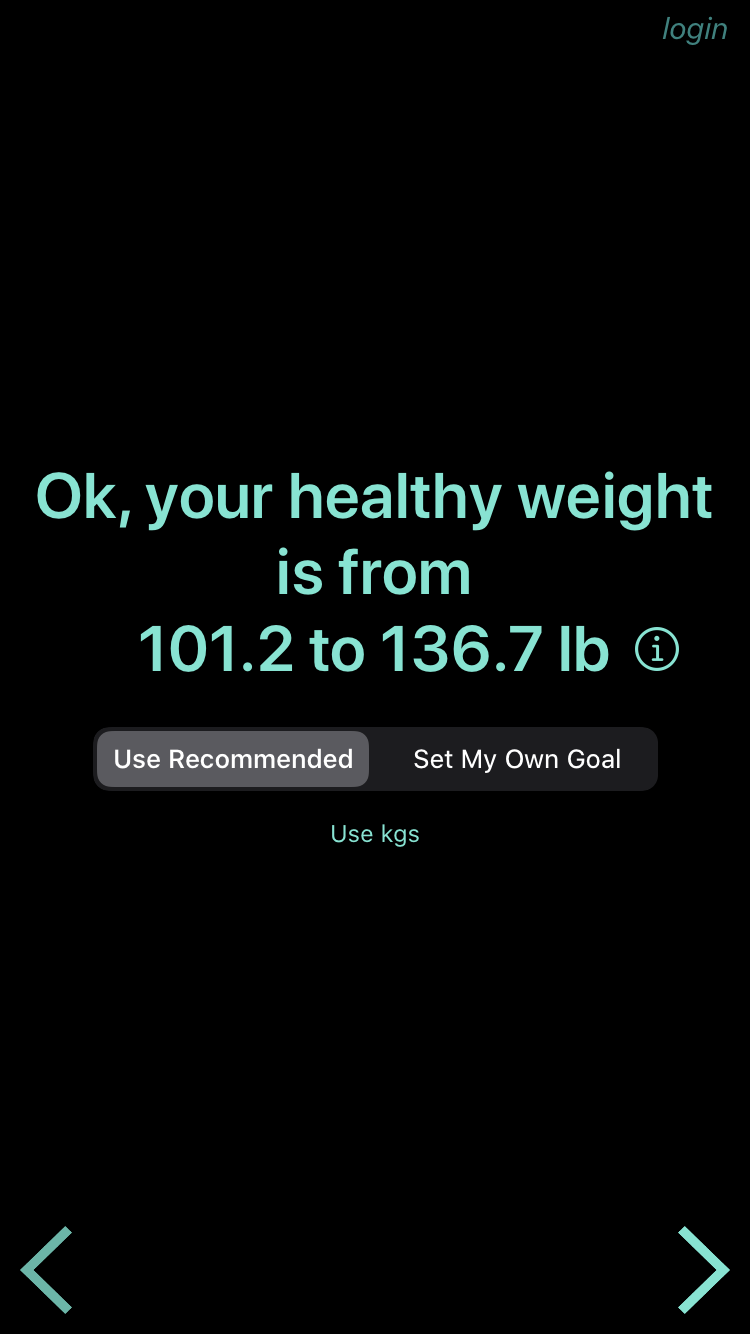 login
Ok, your healthy weight
is from
101.2 to 136.7 lb
Use Recommended
Set My Own Goal
Use kgs